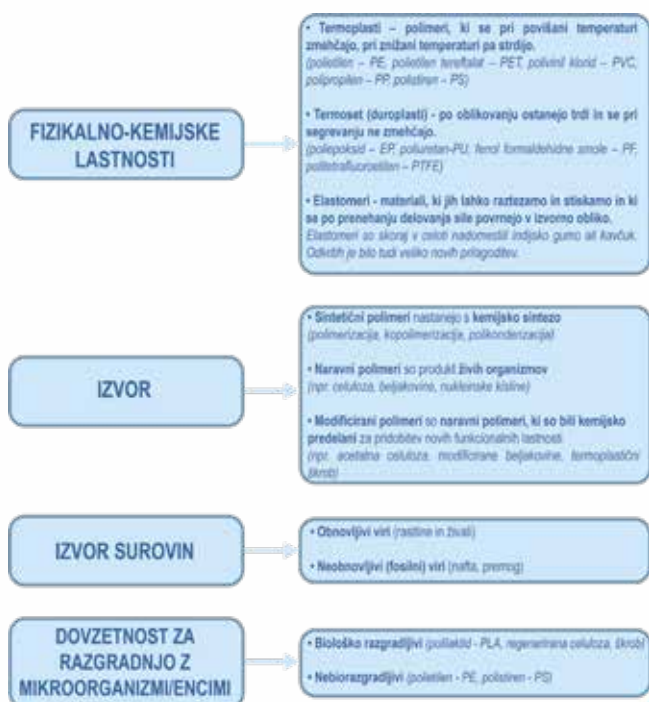 FIZIKALNO-KEMIJSKE
LASTNOSTI
• Termoplasti – polimeri, ki se pri povišani temperaturi
zmehčajo, pri znižani temperaturi pa strdijo.
(polietilen – PE, polietilen tereftalat – PET, polivinil klorid – PVC,
polipropilen – PP, polistiren – PS)
• Termoset (duroplasti) - po oblikovanju ostanejo trdi in se pri
segrevanju ne zmehčajo.
(poliepoksid – EP, poliuretan-PU, fenol formaldehidne smole – PF,
politetrafluoroetilen – PTFE)
• Elastomeri - materiali, ki jih lahko raztezamo in stiskamo in ki
se po prenehanju delovanja sile povrnejo v izvorno obliko.
Elastomeri so skoraj v celoti nadomestili indijsko gumo ali kavčuk.
Odkritih je bilo tudi veliko novih prilagoditev.
IZVOR
• Sintetični polimeri nastanejo s kemijsko sintezo
(polimerizacija, kopolimerizacija, polikondenzacija)
• Naravni polimeri so produkt živih organizmov
(npr. celuloza, beljakovine, nukleinske kisline)
• Modificirani polimeri so naravni polimeri, ki so bili kemijsko
predelani za pridobitev novih funkcionalnih lastnosti
(npr. acetatna celuloza, modificirane beljakovine, termoplastični
škrob)
IZVOR SUROVIN
• Obnovljivi viri (rastline in živali)
• Neobnovljivi (fosilni) viri (nafta, premog)
DOVZETNOST ZA
RAZGRADNJO Z
MIKROORGANIZMI/ENCIMI
• Biološko razgradljivi (polilaktid - PLA, regenerirana celuloza, škrob)
• Nebiorazgradljivi (polietilen - PE, polistiren - PS)